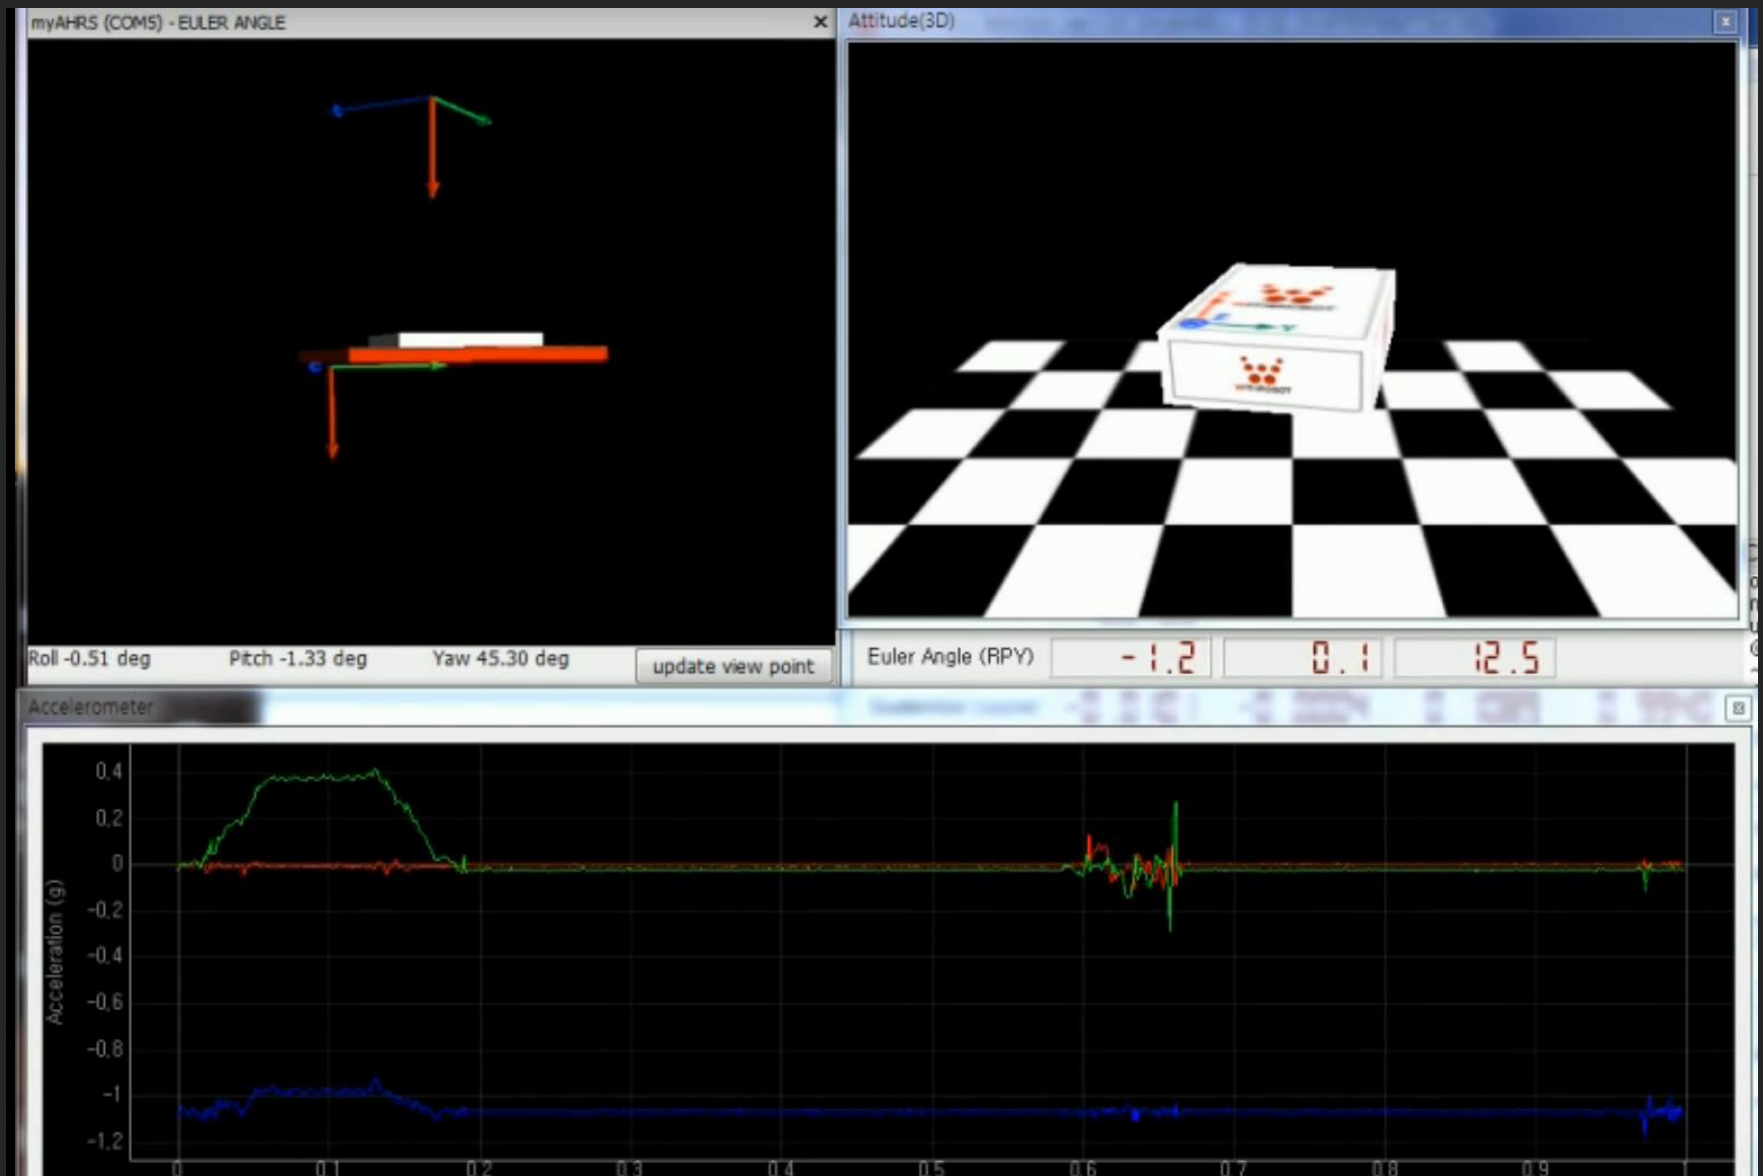 myAHRS (COM5) - EULER ANGLE
Attitude(3D)
Roll -0.51 deg
Pitch -1.33 deg
Yaw 45.30 deg
update view point
Euler Angle (RPY)
-1.2
0.1
12.5
Accelerometer
Acceleration (g)
0.4
0.2
0
-0.2
-0.4
-0.6
-0.8
-1
-1.2
0
0.1
0.2
0.3
0.4
0.5
0.6
0.7
0.8
0.9